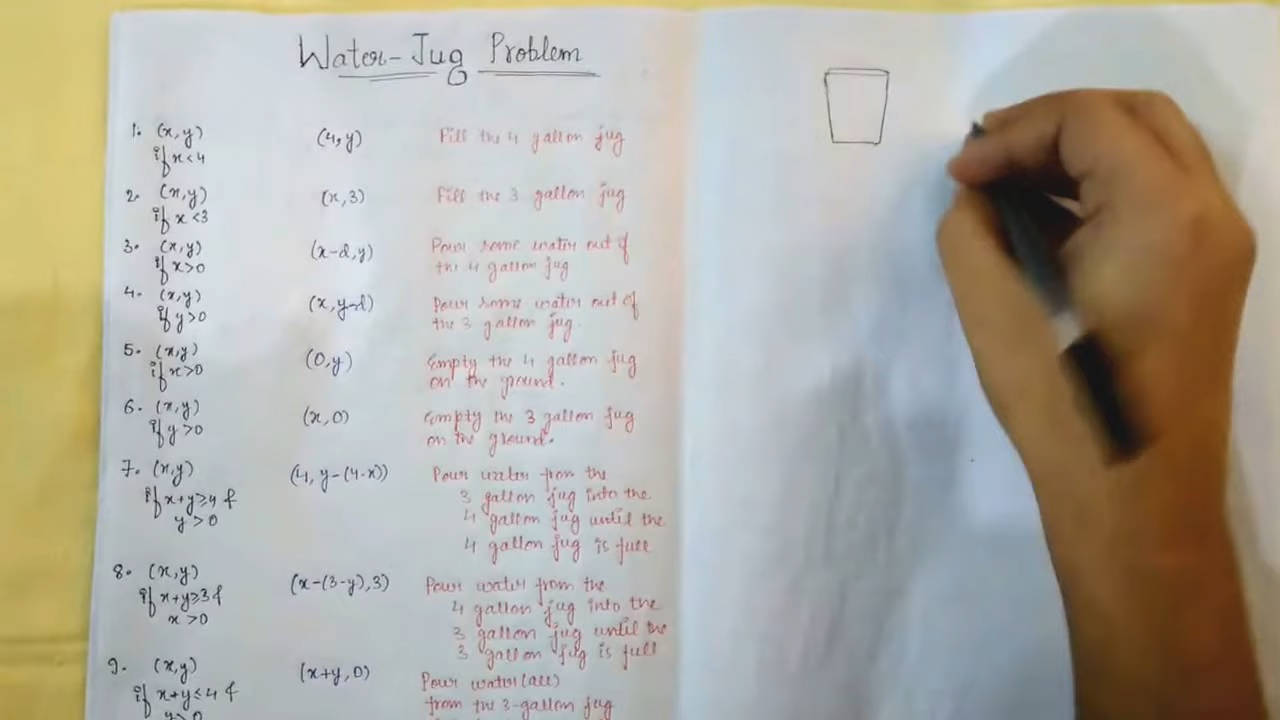 Water-Jug Problem
1. (x,y) (4,y) Fill the 4 gallon jug
if x<4
2. (x,y) (x,3) Fill the 3 gallon jug
if x<3
3. (x,y) (x-d,y) Pour some water out of
if x>0 the 4 gallon jug
4. (x,y) (x,y-d) Pour some water out of
if y>0 the 3 gallon jug.
5. (x,y) (0,y) Empty the 4 gallon jug
if x>0 on the ground.
6. (x,y) (x,0) Empty the 3 gallon jug
if y>0 on the ground.
7. (x,y) (4, y-(4-x)) Pour water from the
if x+y≥4 & 3 gallon jug into the
y>0 4 gallon jug until the
4 gallon jug is full
8. (x,y) (x-(3-y),3) Pour water from the
if x+y≥3 & 4 gallon jug into the
x>0 3 gallon jug until the
3 gallon jug is full
9. (x,y) (x+y,0) Pour water(all)
if x+y≤4 & from the 3-gallon jug
y>0